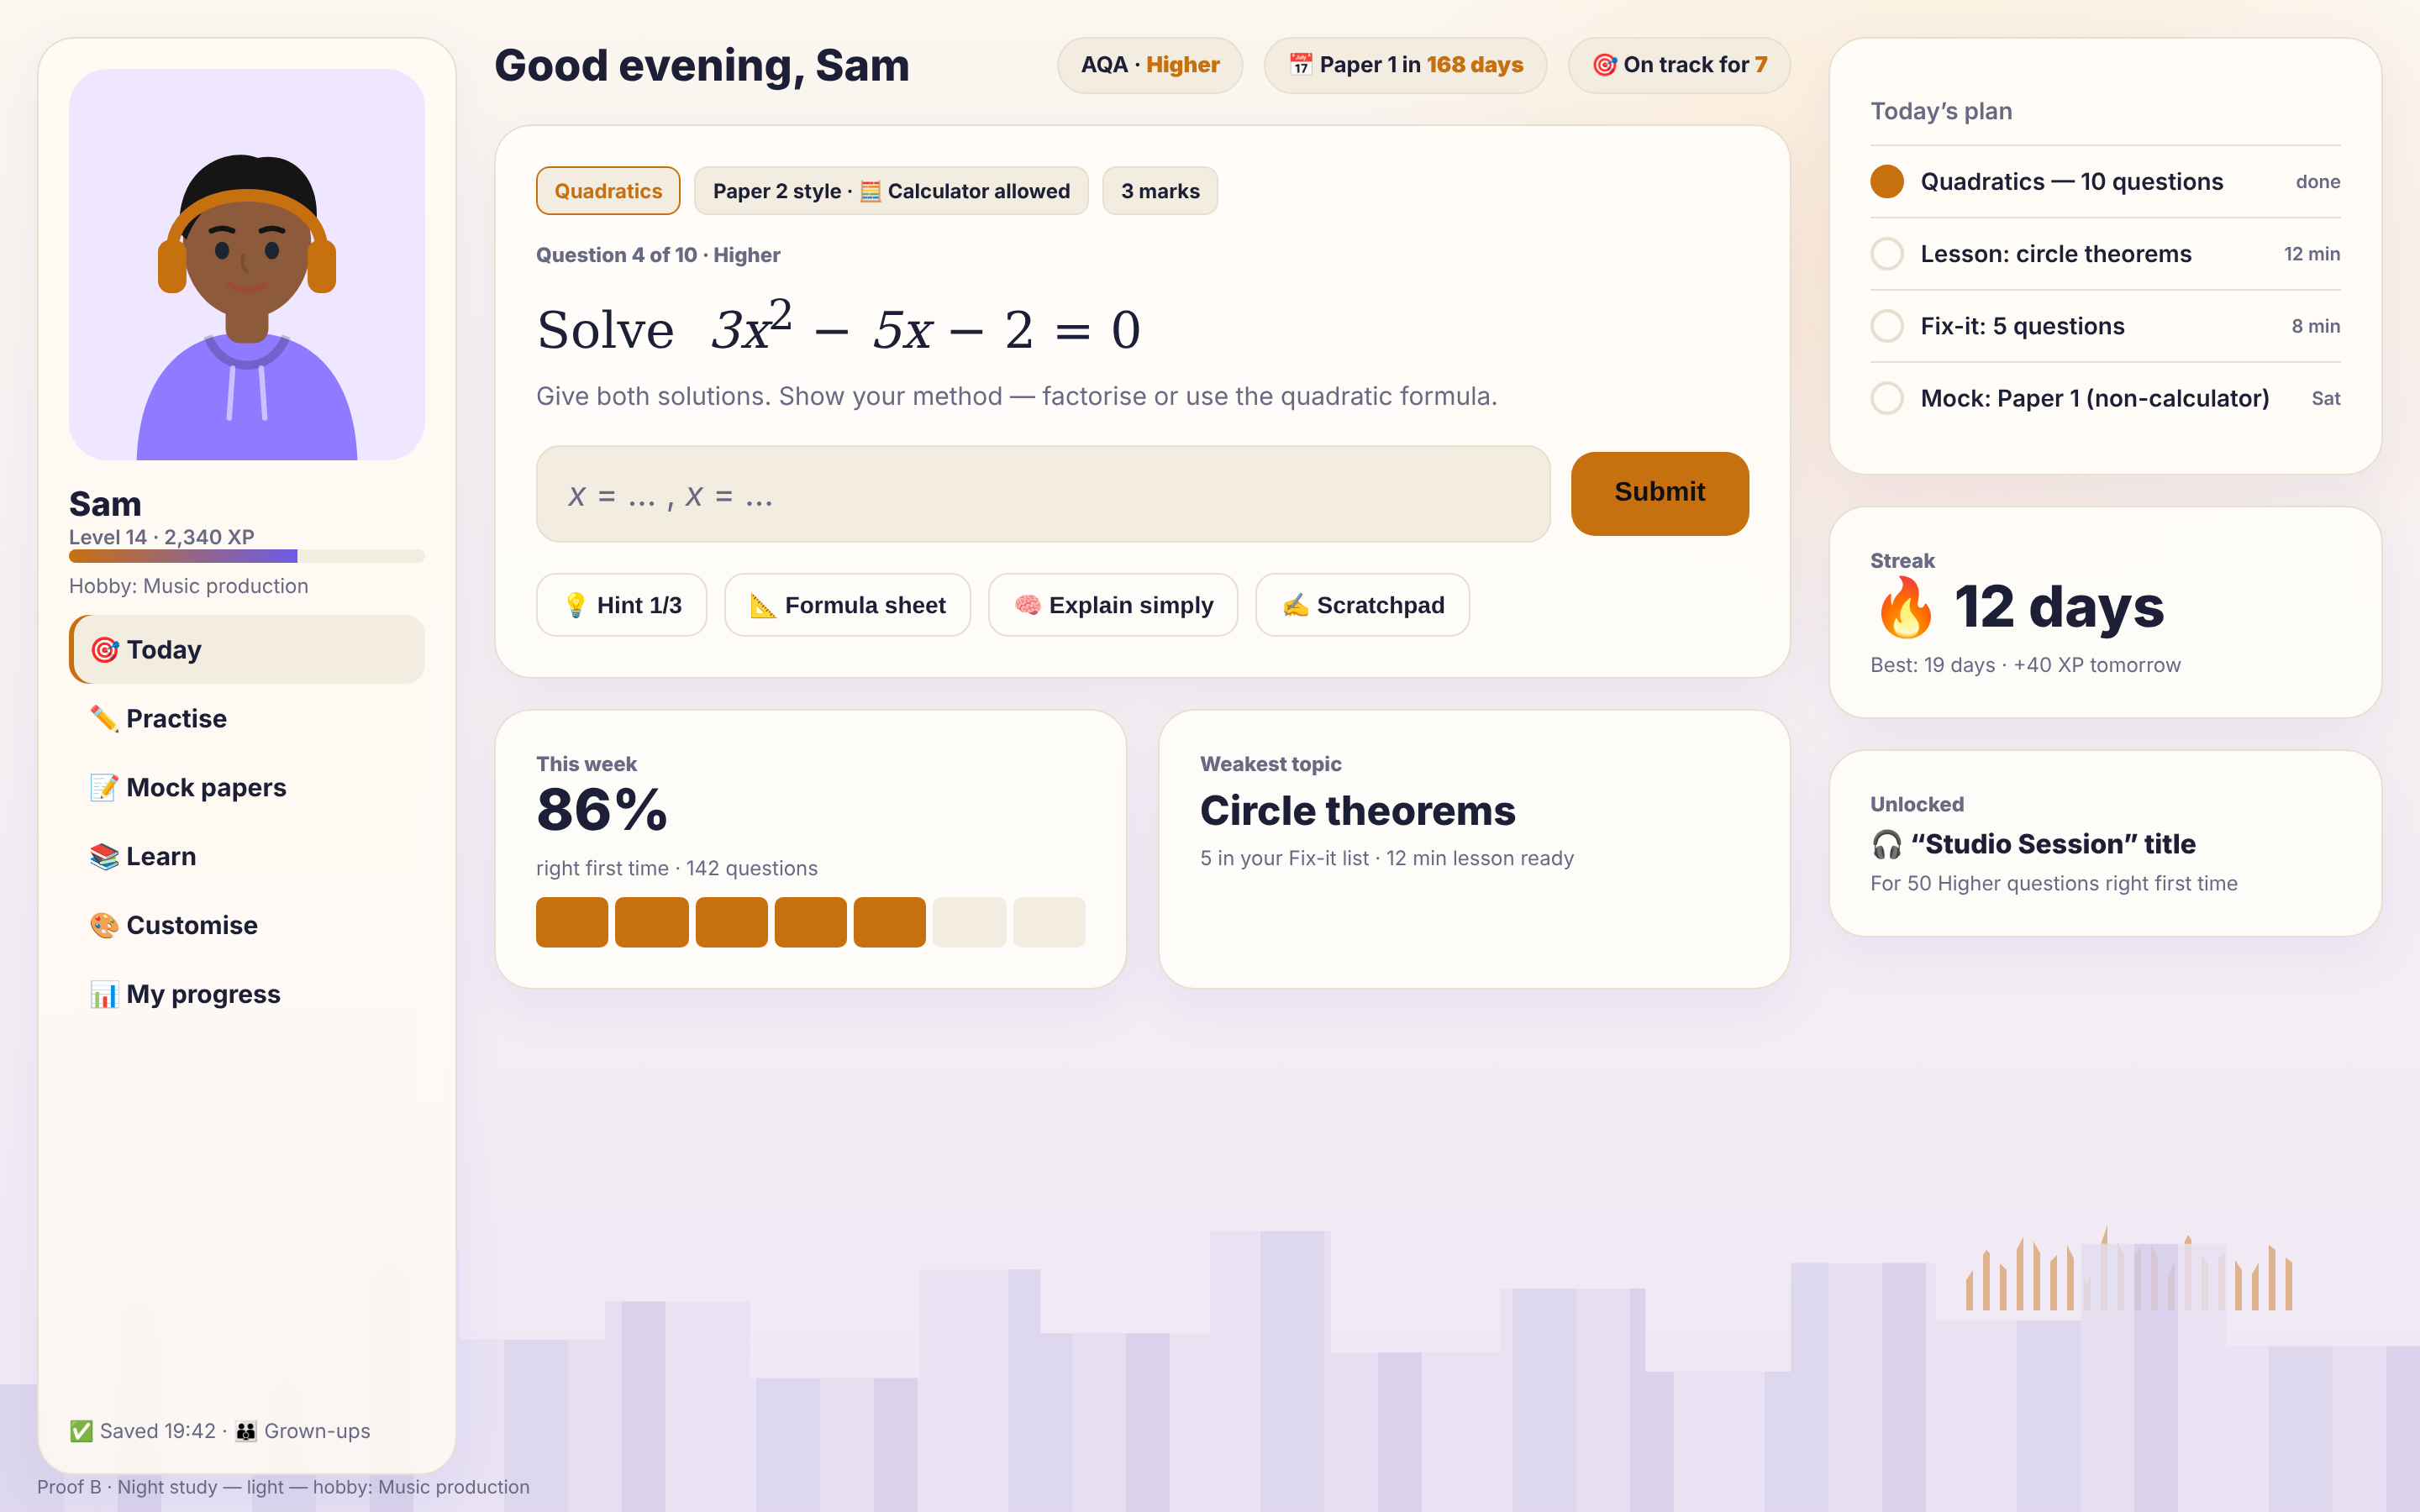 Good evening, Sam
AQA · Higher
📅 Paper 1 in 168 days
🎯 On track for 7
Sam
Level 14 · 2,340 XP
Hobby: Music production
🎯 Today
✏️ Practise
📝 Mock papers
📚 Learn
🎨 Customise
📊 My progress
✅ Saved 19:42 · 👪 Grown-ups
Quadratics
Paper 2 style · 🧮 Calculator allowed
3 marks
Question 4 of 10 · Higher
Solve 3x² − 5x − 2 = 0
Give both solutions. Show your method — factorise or use the quadratic formula.
x = … , x = …
Submit
💡 Hint 1/3
📐 Formula sheet
🧠 Explain simply
✍️ Scratchpad
This week
86%
right first time · 142 questions
Weakest topic
Circle theorems
5 in your Fix-it list · 12 min lesson ready
Today’s plan
Quadratics — 10 questions done
Lesson: circle theorems 12 min
Fix-it: 5 questions 8 min
Mock: Paper 1 (non-calculator) Sat
Streak
🔥 12 days
Best: 19 days · +40 XP tomorrow
Unlocked
🎧 “Studio Session” title
For 50 Higher questions right first time
Proof B · Night study — light — hobby: Music production